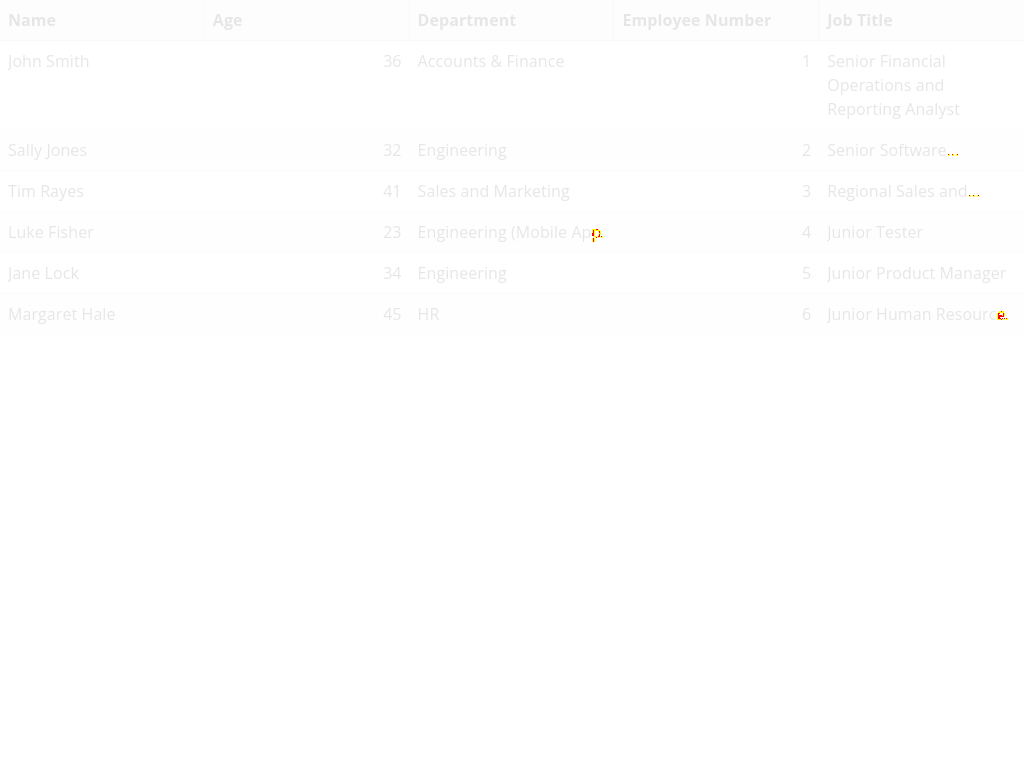 Name Age Department Employee Number Job Title
John Smith 36 Accounts & Finance 1 Senior Financial
Operations and
Reporting Analyst
Sally Jones 32 Engineering 2 Senior Software...
Tim Rayes 41 Sales and Marketing 3 Regional Sales and...
Luke Fisher 23 Engineering (Mobile Ap 4 Junior Tester
Jane Lock 34 Engineering 5 Junior Product Manager
Margaret Hale 45 HR 6 Junior Human